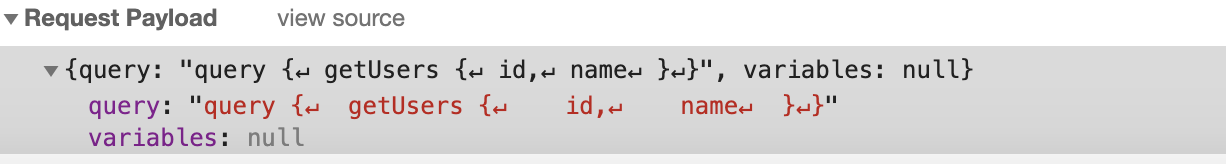 ▼Request Payload view source
▼{query: "query {↵ getUsers {↵ id,↵ name↵ }↵}", variables: null}
query: "query {↵  getUsers {↵    id,↵    name↵  }↵}"
variables: null